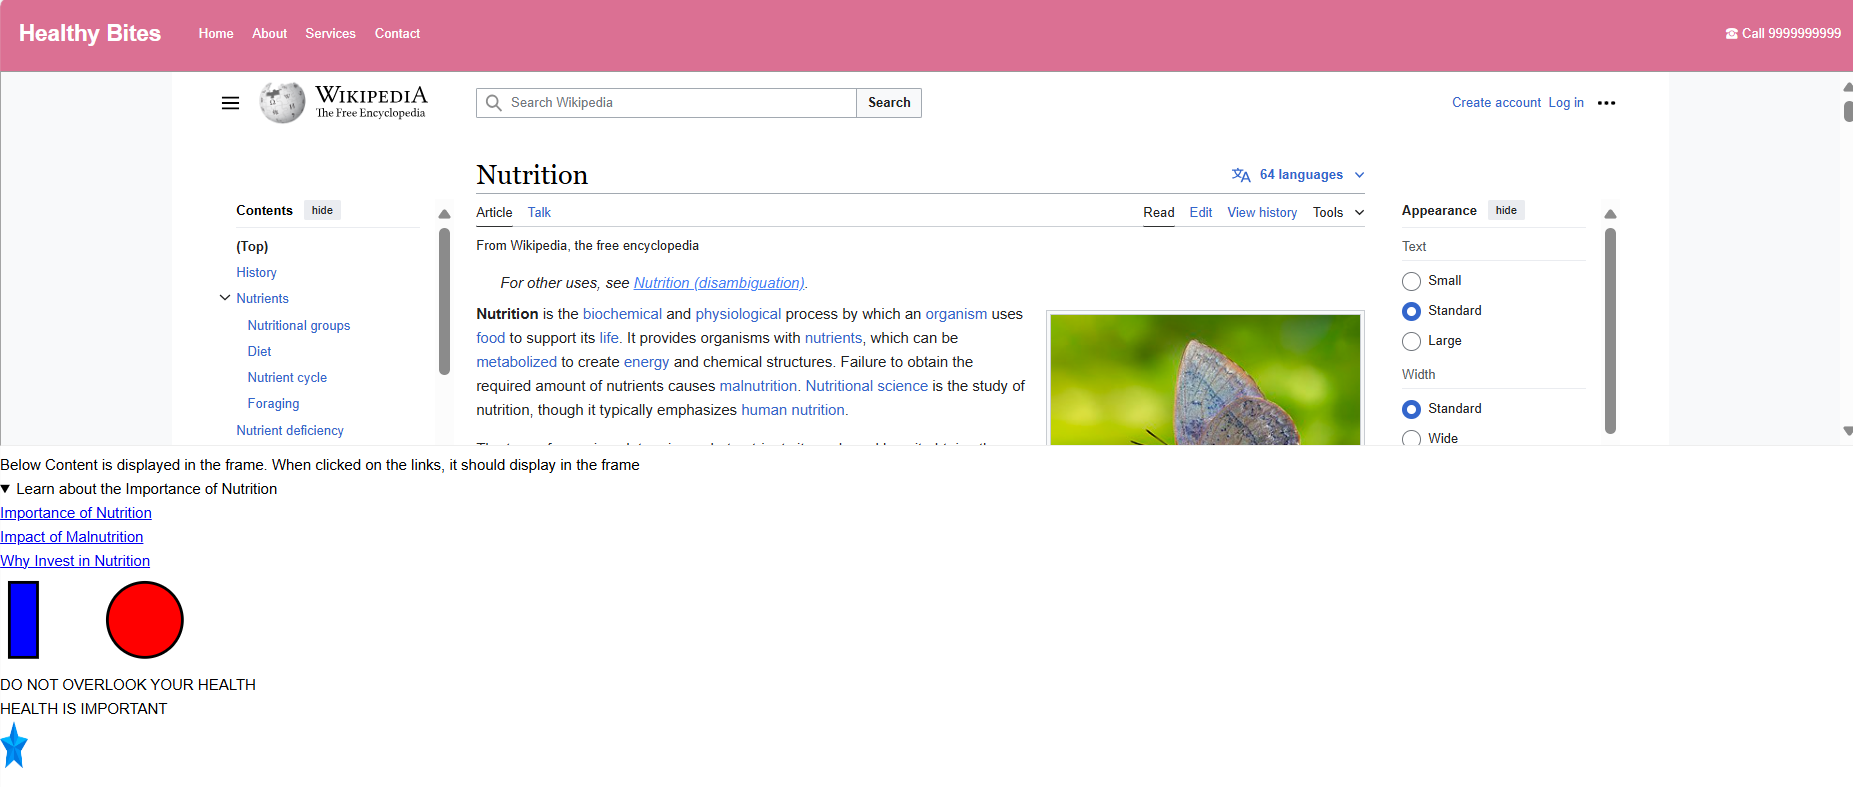 Healthy Bites Home About Services Contact ☎ Call 9999999999
WIKIPEDIA
The Free Encyclopedia
Search Wikipedia Search
Create account Log in
Nutrition
64 languages
Contents hide
(Top)
History
Nutrients
Nutritional groups
Diet
Nutrient cycle
Foraging
Nutrient deficiency
Article Talk Read Edit View history Tools
From Wikipedia, the free encyclopedia
For other uses, see Nutrition (disambiguation).
Nutrition is the biochemical and physiological process by which an organism uses
food to support its life. It provides organisms with nutrients, which can be
metabolized to create energy and chemical structures. Failure to obtain the
required amount of nutrients causes malnutrition. Nutritional science is the study of
nutrition, though it typically emphasizes human nutrition.
Appearance hide
Text
Small
Standard
Large
Width
Standard
Wide
Below Content is displayed in the frame. When clicked on the links, it should display in the frame
Learn about the Importance of Nutrition
Importance of Nutrition
Impact of Malnutrition
Why Invest in Nutrition
DO NOT OVERLOOK YOUR HEALTH
HEALTH IS IMPORTANT